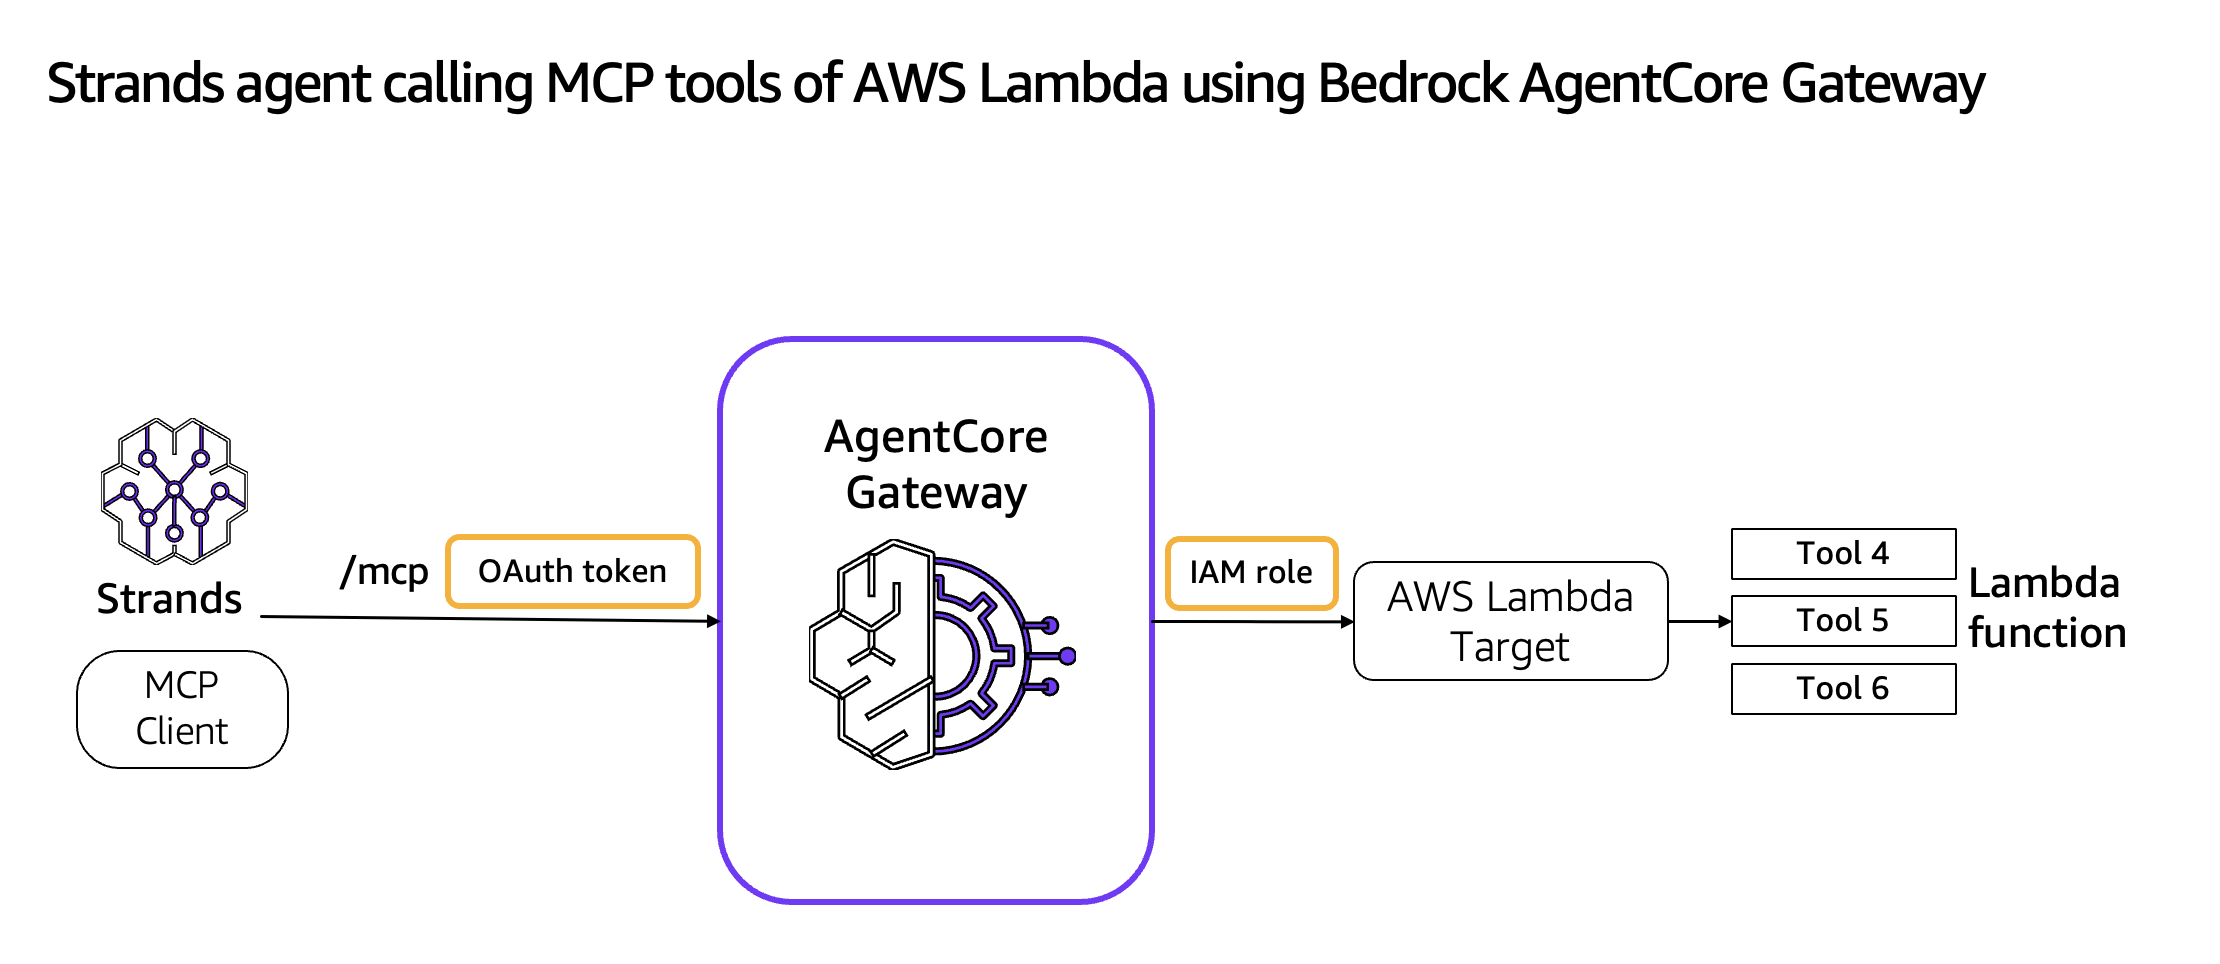 Strands agent calling MCP tools of AWS Lambda using Bedrock AgentCore Gateway
Strands
MCP
Client
/mcp
OAuth token
AgentCore
Gateway
IAM role
AWS Lambda
Target
Tool 4
Tool 5
Tool 6
Lambda
function